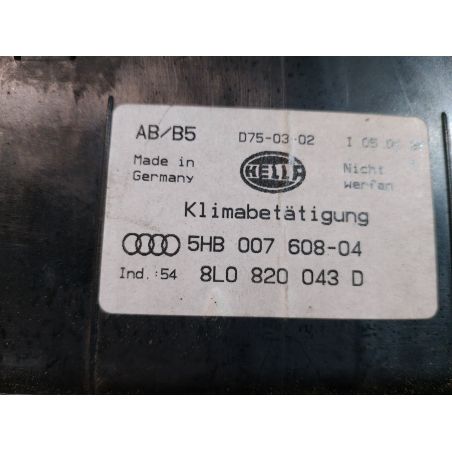 AB/B5 D75-03-02 I 05.
Made in Germany HELLA Nicht werfen
Klimabetätigung
5HB 007 608-04
Ind.:54 8L0 820 043 D